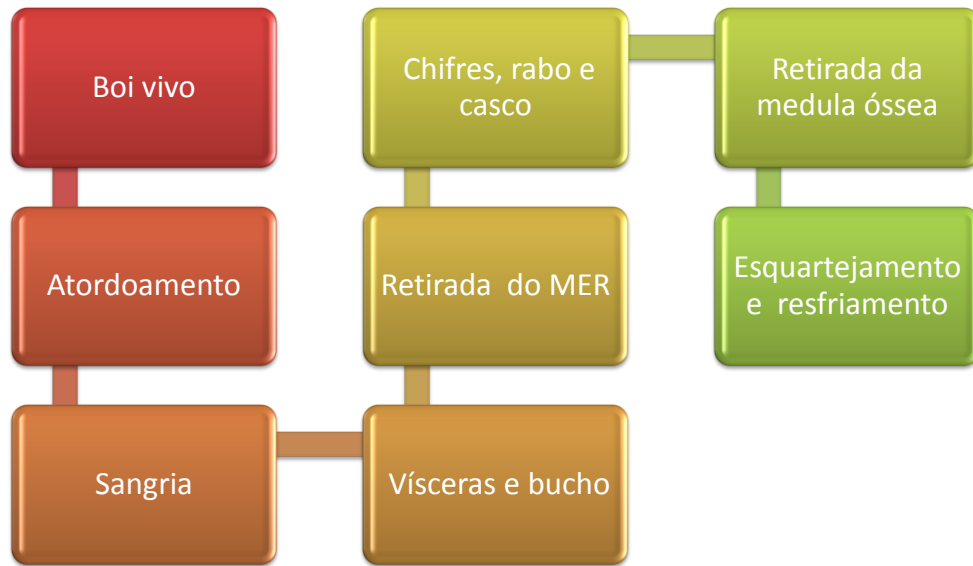 Boi vivo
Atordoamento
Sangria
Vísceras e bucho
Retirada do MER
Chifres, rabo e
casco
Retirada da
medula óssea
Esquartejamento
e resfriamento